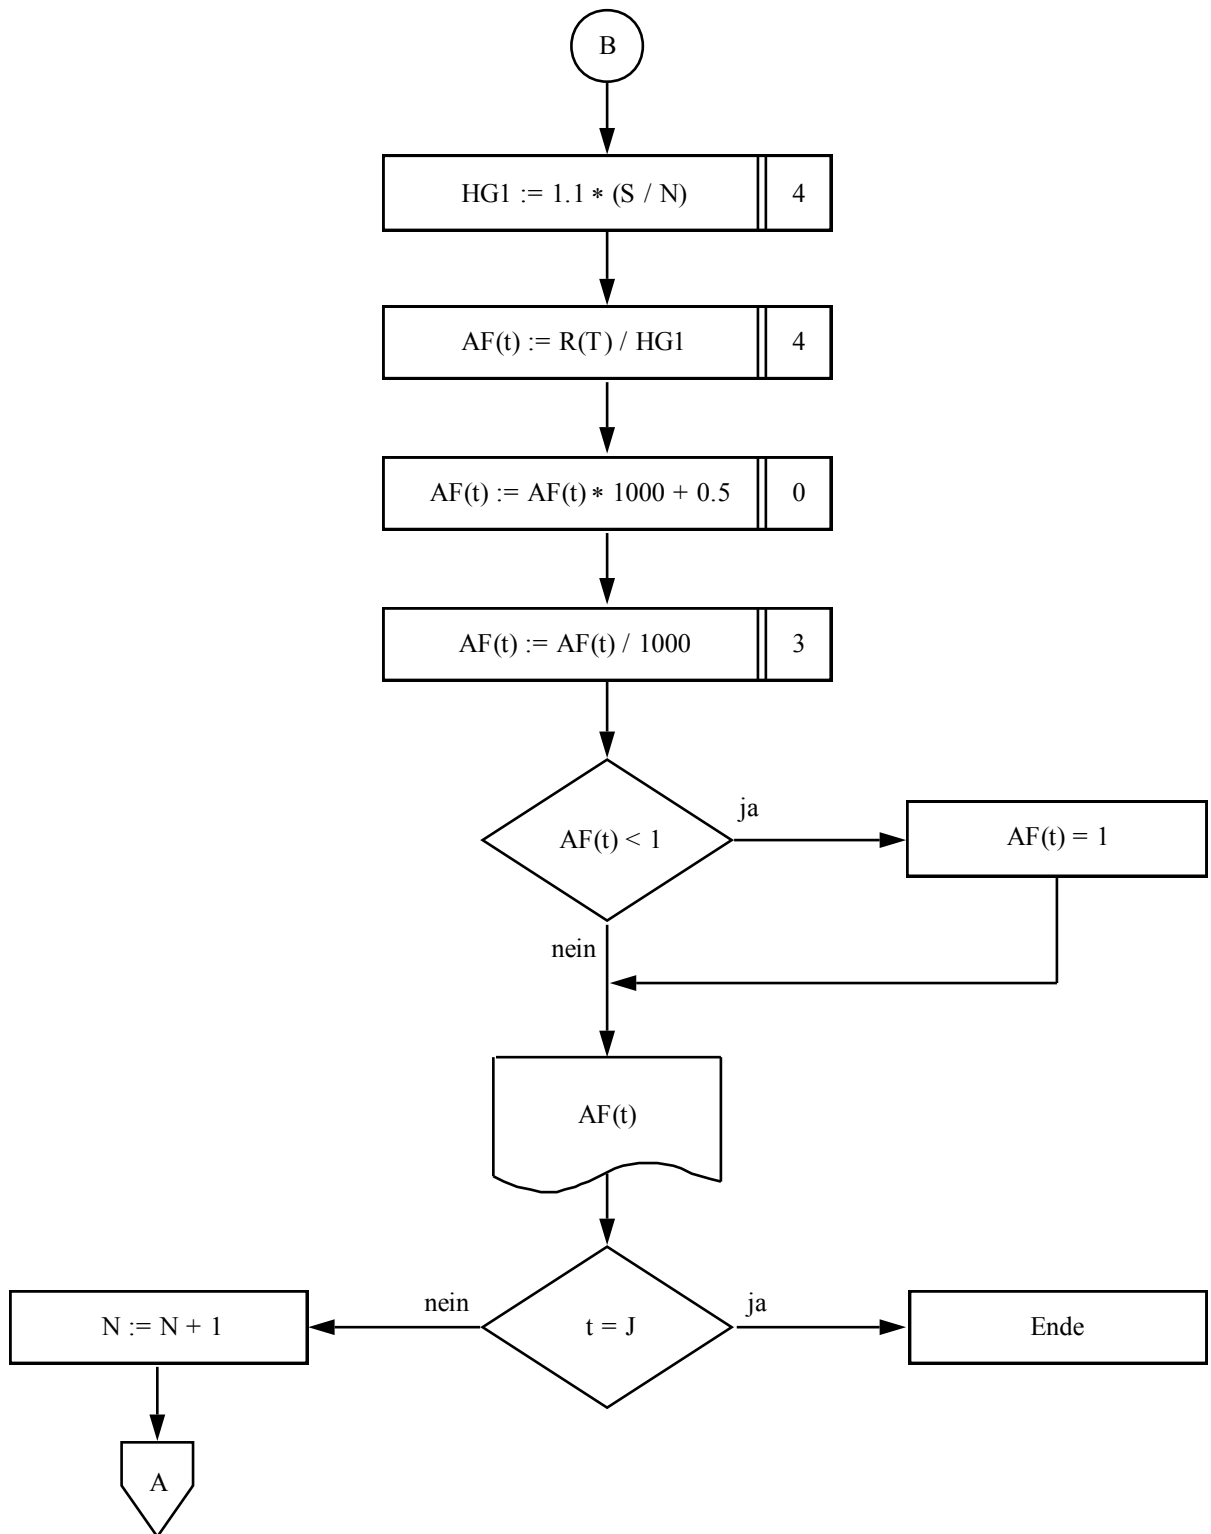 B
HG1 := 1.1 * (S / N) 4
AF(t) := R(T) / HG1 4
AF(t) := AF(t) * 1000 + 0.5 0
AF(t) := AF(t) / 1000 3
ja
AF(t) < 1
AF(t) = 1
nein
AF(t)
nein
ja
N := N + 1
t = J
Ende
A